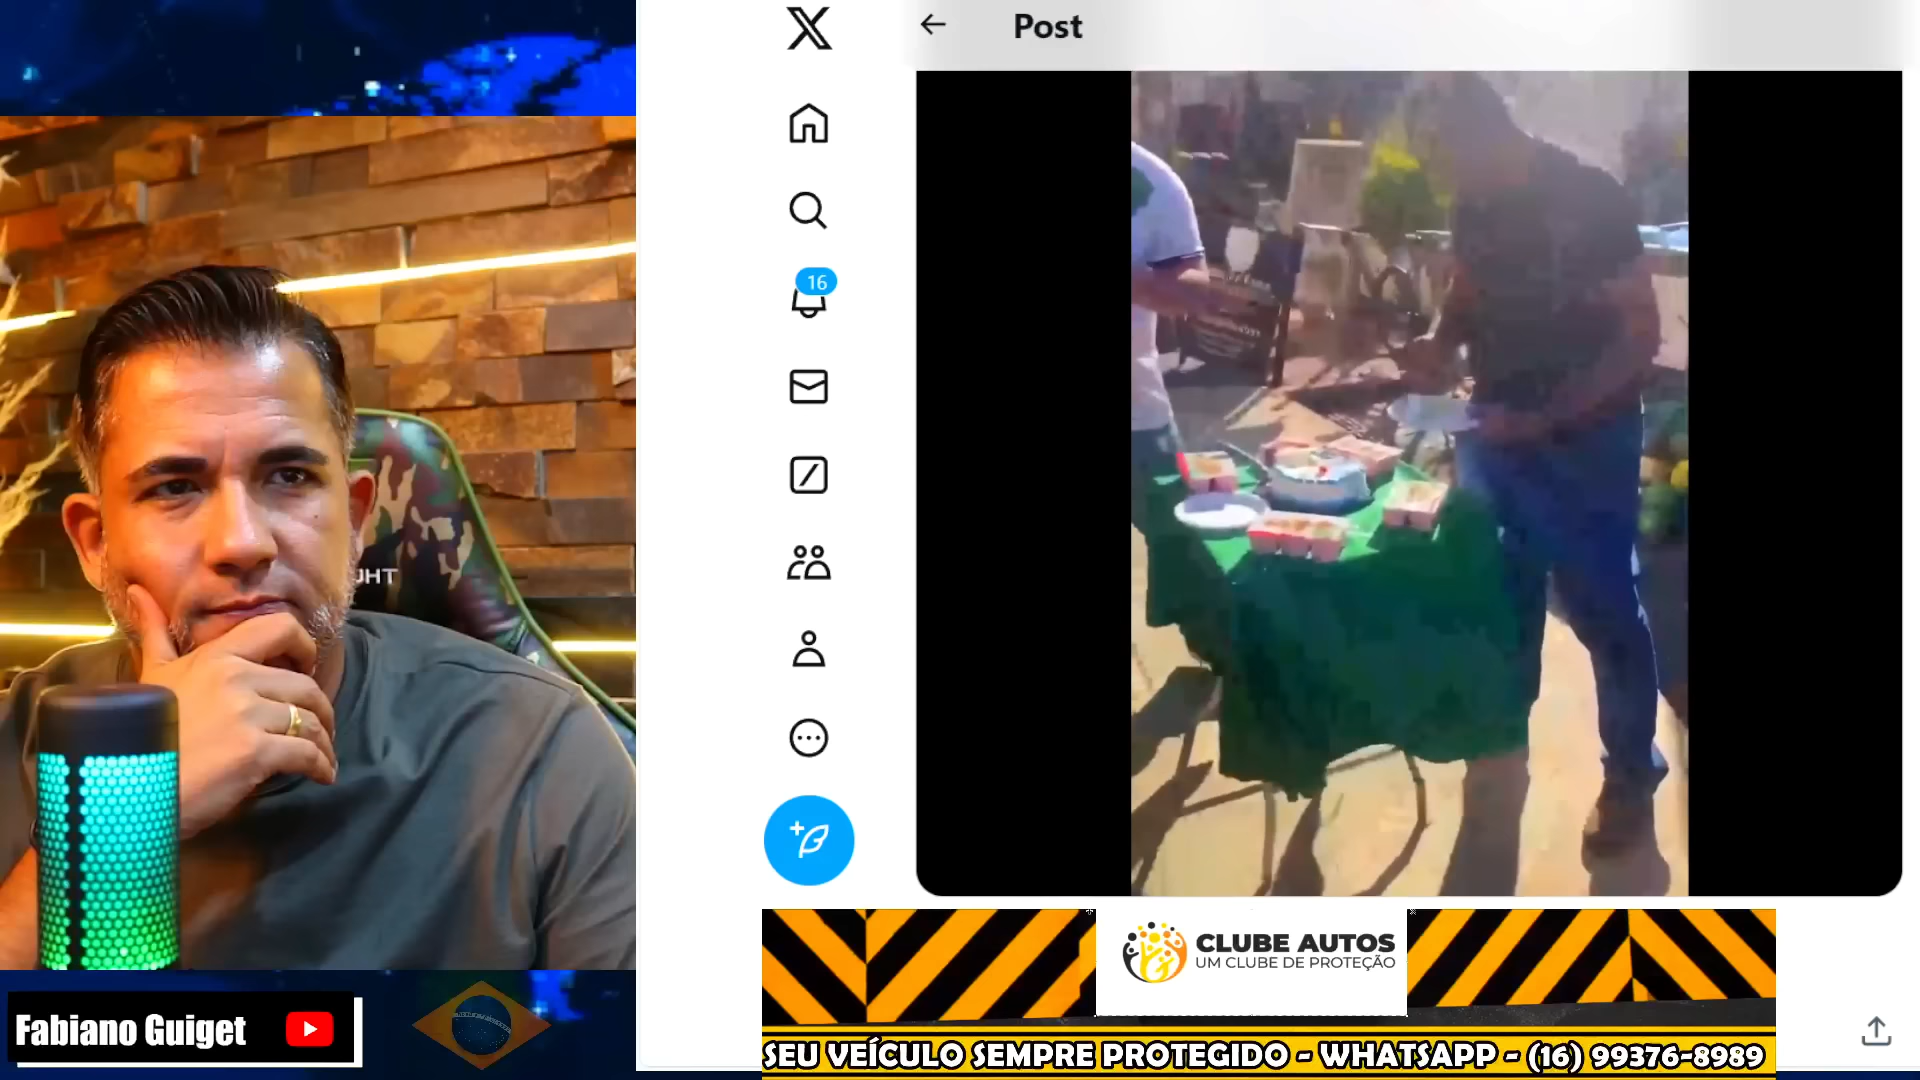 Post
16
JHT
CLUBE AUTOS
UM CLUBE DE PROTEÇÃO
Fabiano Guiget
SEU VEÍCULO SEMPRE PROTEGIDO - WHATSAPP - (16) 99376-8989